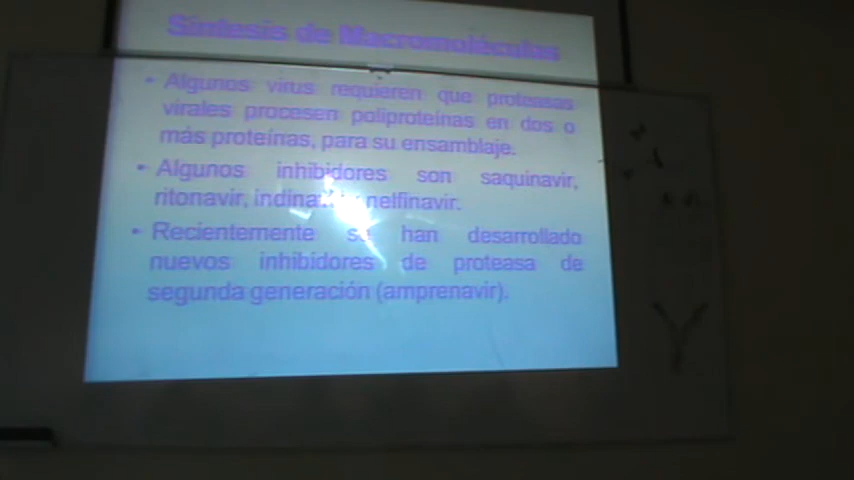 Síntesis de Macromoléculas
• Algunos virus requieren que proteasas
virales procesen poliproteínas en dos o
más proteínas, para su ensamblaje.
• Algunos inhibidores son saquinavir,
ritonavir, indinavir y nelfinavir.
• Recientemente se han desarrollado
nuevos inhibidores de proteasa de
segunda generación (amprenavir).